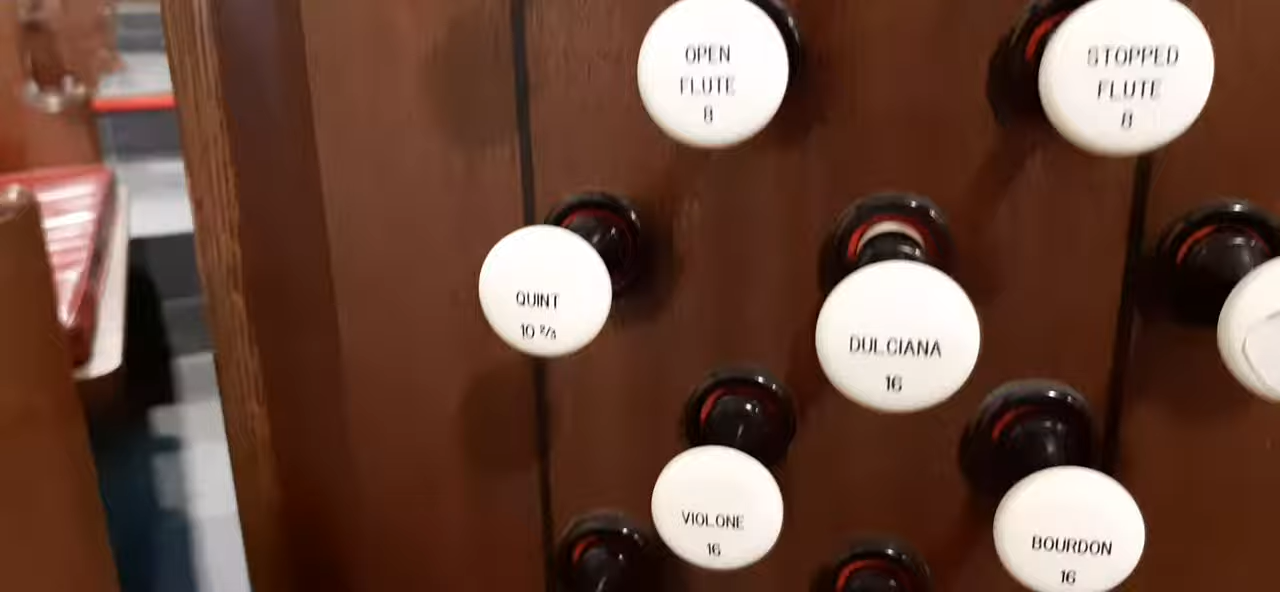 OPEN
FLUTE
8
STOPPED
FLUTE
8
QUINT
10 2/3
DULCIANA
16
VIOLONE
16
BOURDON
16